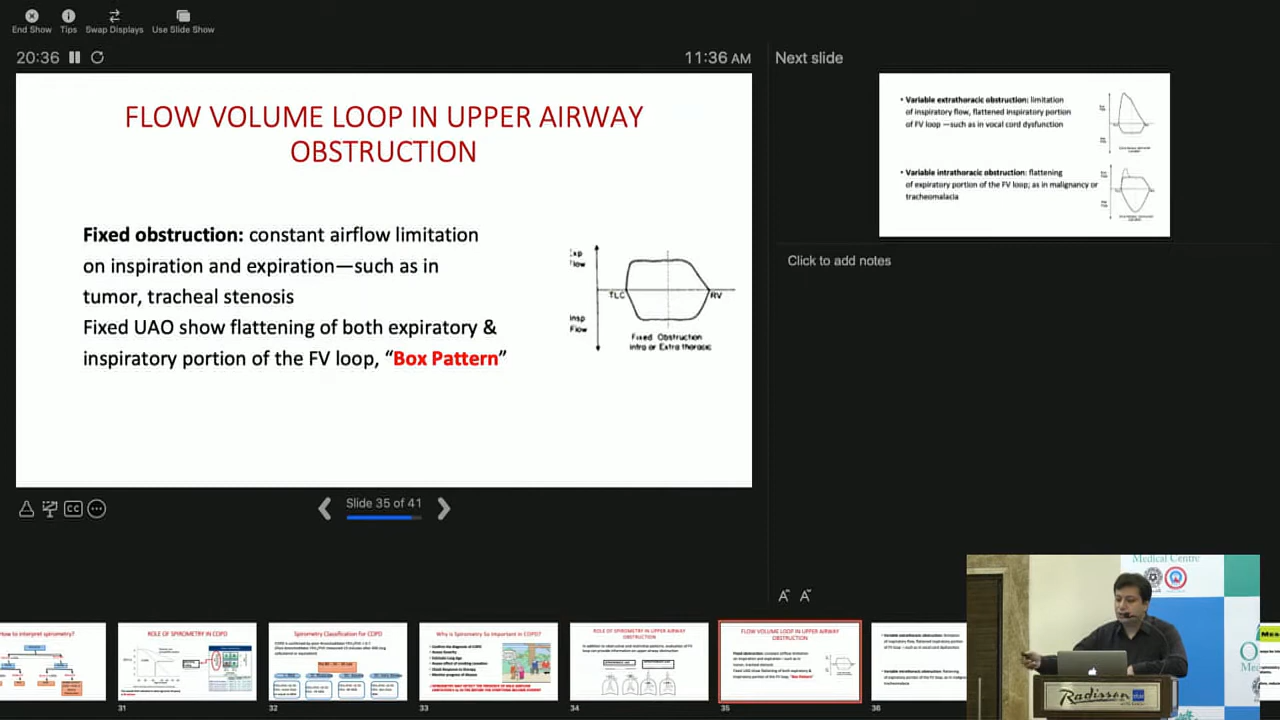 End Show Tips Swap Displays Use Slide Show
20:36
11:36 AM
Next slide
FLOW VOLUME LOOP IN UPPER AIRWAY
OBSTRUCTION
Fixed obstruction: constant airflow limitation
on inspiration and expiration—such as in
tumor, tracheal stenosis
Fixed UAO show flattening of both expiratory &
inspiratory portion of the FV loop, “Box Pattern”
TLC
RV
Insp
Flow
Fixed Obstruction
Intra or Extra thoracic
• Variable extrathoracic obstruction: limitation
of inspiratory flow, flattened inspiratory portion
of FV loop —such as in vocal cord dysfunction
• Variable intrathoracic obstruction: flattening
of expiratory portion of the FV loop; as in malignancy or
tracheomalacia
Click to add notes
Slide 35 of 41
CC
A A
Medical Centre
Radisson
How to interpret spirometry?
ROLE OF SPIROMETRY IN COPD
31
Spirometry Classification for COPD
32
Why is Spirometry So Important in COPD?
33
ROLE OF SPIROMETRY IN UPPER AIRWAY
OBSTRUCTION
34
FLOW VOLUME LOOP IN UPPER AIRWAY
OBSTRUCTION
35
36